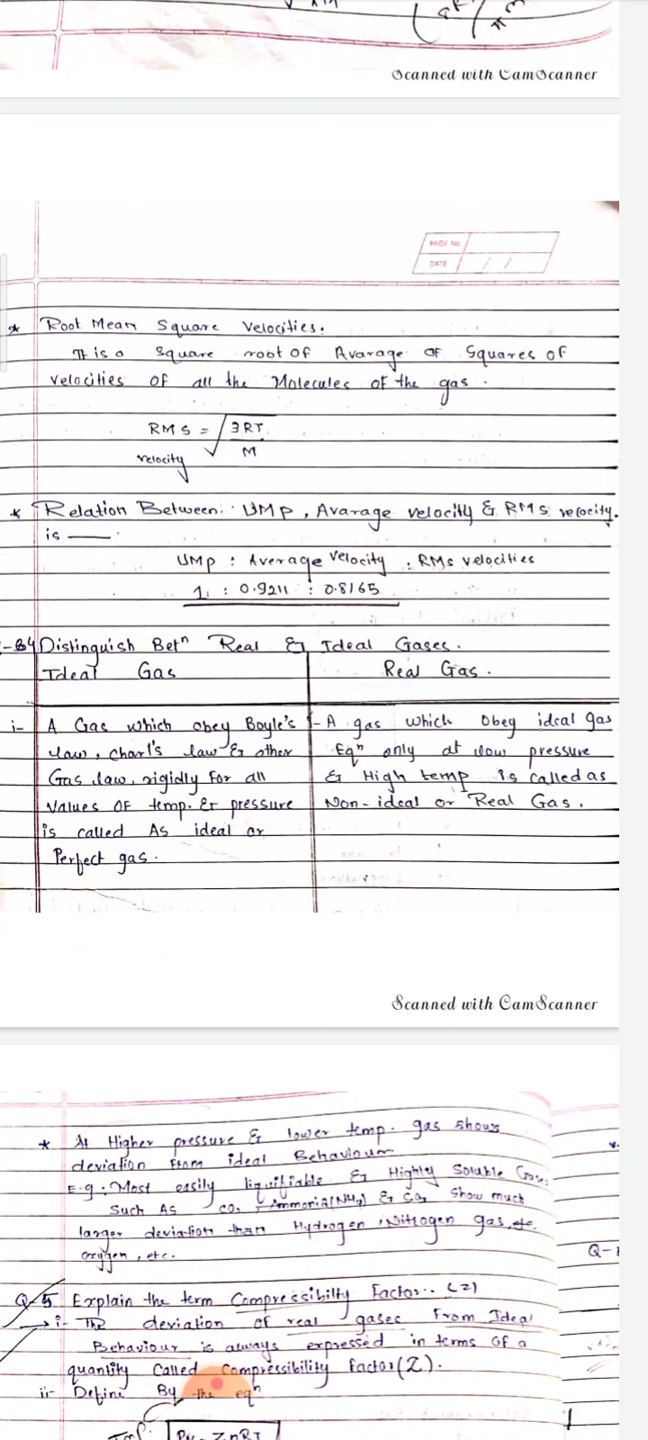 Scanned with CamScanner
PAGE No.
DATE / /
* Root Mean Square Velocities.
It is a square root of Avarage of Squares of
velocities of all the Molecules of the gas.
RMS = √3RT
velocity M
* Relation Between UMP, Avarage velocity & RMS velocity.
is —
UMP : Average velocity : RMS velocities
1 : 0.9211 : 0.8165
Distinguish Betn Real & Ideal Gases.
Ideal Gas Real Gas.
i- A Gas which obey Boyle's - A gas which obey ideal gas
law, charl's law & other Eqn only at low pressure
Gas law, rigidly for all & High temp is called as
values of temp. & pressure Non-ideal or Real Gas.
is called As ideal or
Perfect gas.
Scanned with CamScanner
* At Higher pressure & lower temp. gas shows
deviation from ideal Behaviour
E.g : Most easily liquifiable & Highly Soluble
Such As CO2, Ammonia(NH3) & show much
larger deviation than Hydrogen, Nitrogen gas, etc.
oxygen, etc.
Q-5 Explain the term Compressibilty Factor.. (z)
→ i- The deviation of real gases From Ideal
Behaviour is always expressed in terms of a
quantity Called Compressibility factor(Z).
ii- Define By the eqn
Imp. PV = ZnRT